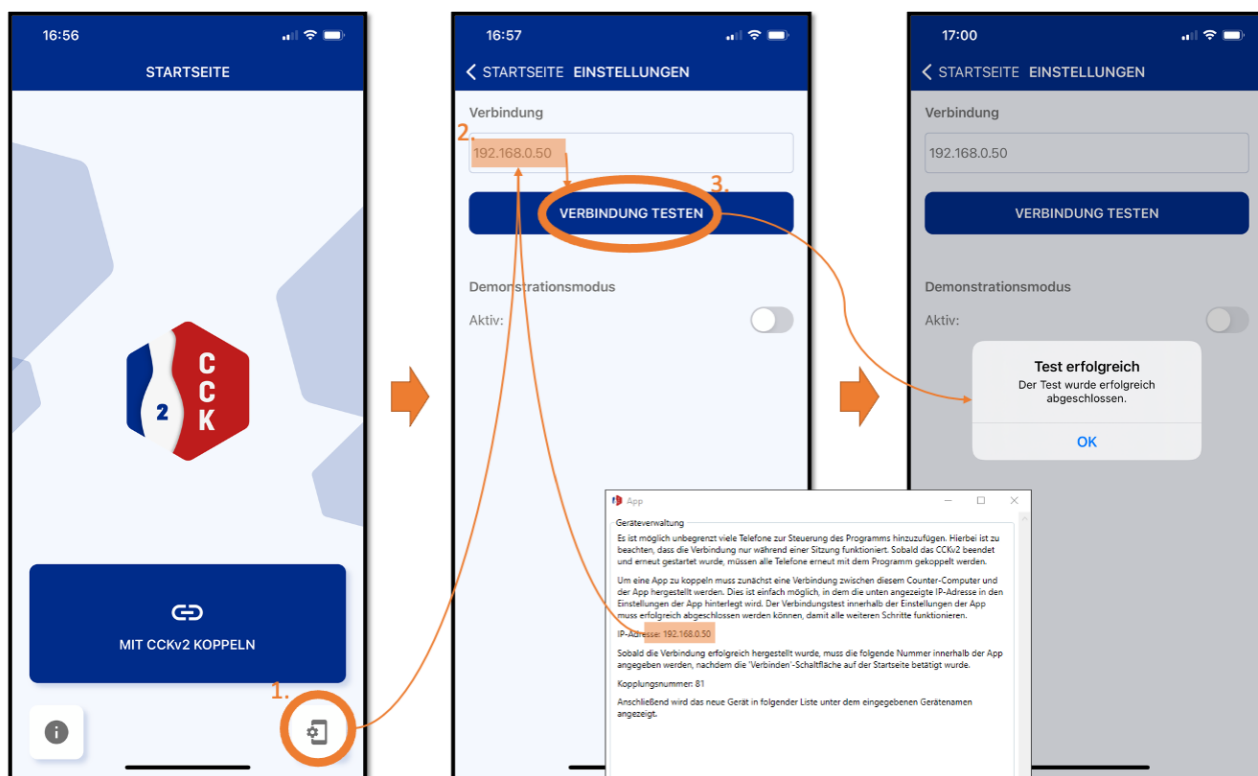 16:56
STARTSEITE
2
C
C
K
MIT CCKv2 KOPPELN
1.
16:57
STARTSEITE EINSTELLUNGEN
Verbindung
2.
192.168.0.50
3.
VERBINDUNG TESTEN
Demonstrationsmodus
Aktiv:
17:00
STARTSEITE EINSTELLUNGEN
Verbindung
192.168.0.50
VERBINDUNG TESTEN
Demonstrationsmodus
Aktiv:
Test erfolgreich
Der Test wurde erfolgreich
abgeschlossen.
OK
App
Geräteverwaltung
Es ist möglich unbegrenzt viele Telefone zur Steuerung des Programms hinzuzufügen. Hierbei ist zu
beachten, dass die Verbindung nur während einer Sitzung funktioniert. Sobald das CCKv2 beendet
und erneut gestartet wurde, müssen alle Telefone erneut mit dem Programm gekoppelt werden.
Um eine App zu koppeln muss zunächst eine Verbindung zwischen diesem Counter-Computer und
der App hergestellt werden. Dies ist einfach möglich, in dem die unten angezeigte IP-Adresse in den
Einstellungen der App hinterlegt wird. Der Verbindungstest innerhalb der Einstellungen der App
muss erfolgreich abgeschlossen werden können, damit alle weiteren Schritte funktionieren.
IP-Adresse: 192.168.0.50
Sobald die Verbindung erfolgreich hergestellt wurde, muss die folgende Nummer innerhalb der App
angegeben werden, nachdem die 'Verbinden'-Schaltfläche auf der Startseite betätigt wurde.
Kopplungsnummer: 81
Anschließend wird das neue Gerät in folgender Liste unter dem eingegebenen Gerätenamen
angezeigt.